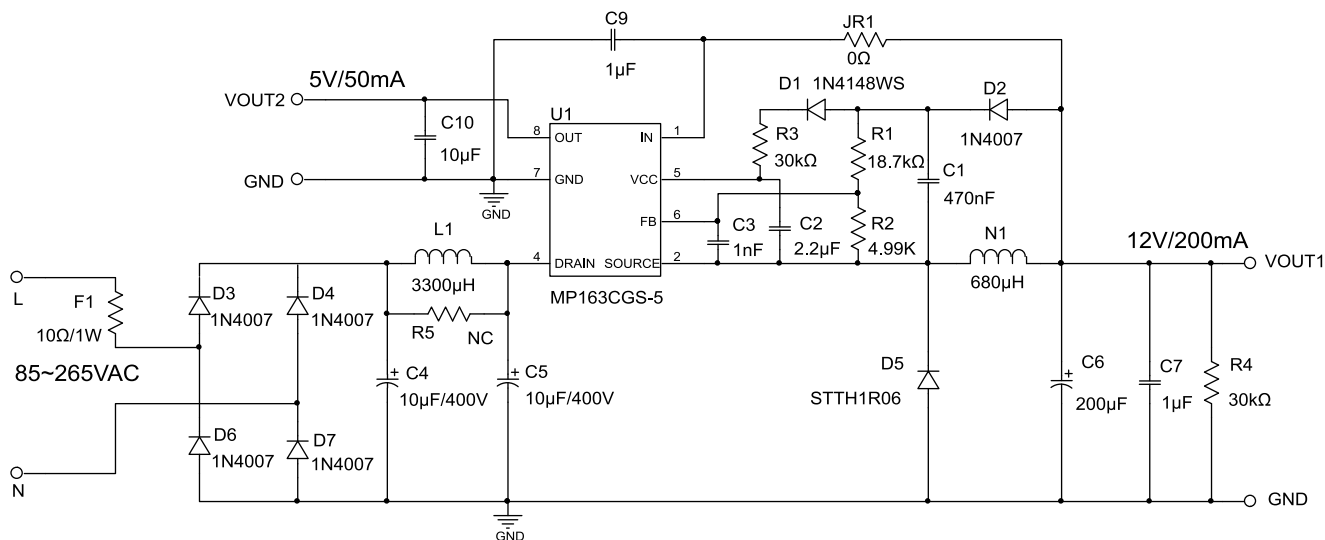 C9
1μF
JR1
0Ω
5V/50mA
VOUT2
C10
10μF
GND
GND
U1
8
OUT
IN
1
7
GND
VCC
5
FB
6
4
DRAIN
SOURCE
2
MP163CGS-5
D1
1N4148WS
D2
1N4007
R3
30kΩ
R1
18.7kΩ
C1
470nF
C3
1nF
C2
2.2μF
R2
4.99K
N1
680μH
12V/200mA
VOUT1
L1
3300μH
R5
NC
L
F1
10Ω/1W
D3
1N4007
D4
1N4007
85~265VAC
C4
+
10μF/400V
C5
+
10μF/400V
D5
STTH1R06
C6
+
200μF
C7
1μF
R4
30kΩ
D6
1N4007
D7
1N4007
N
GND
GND